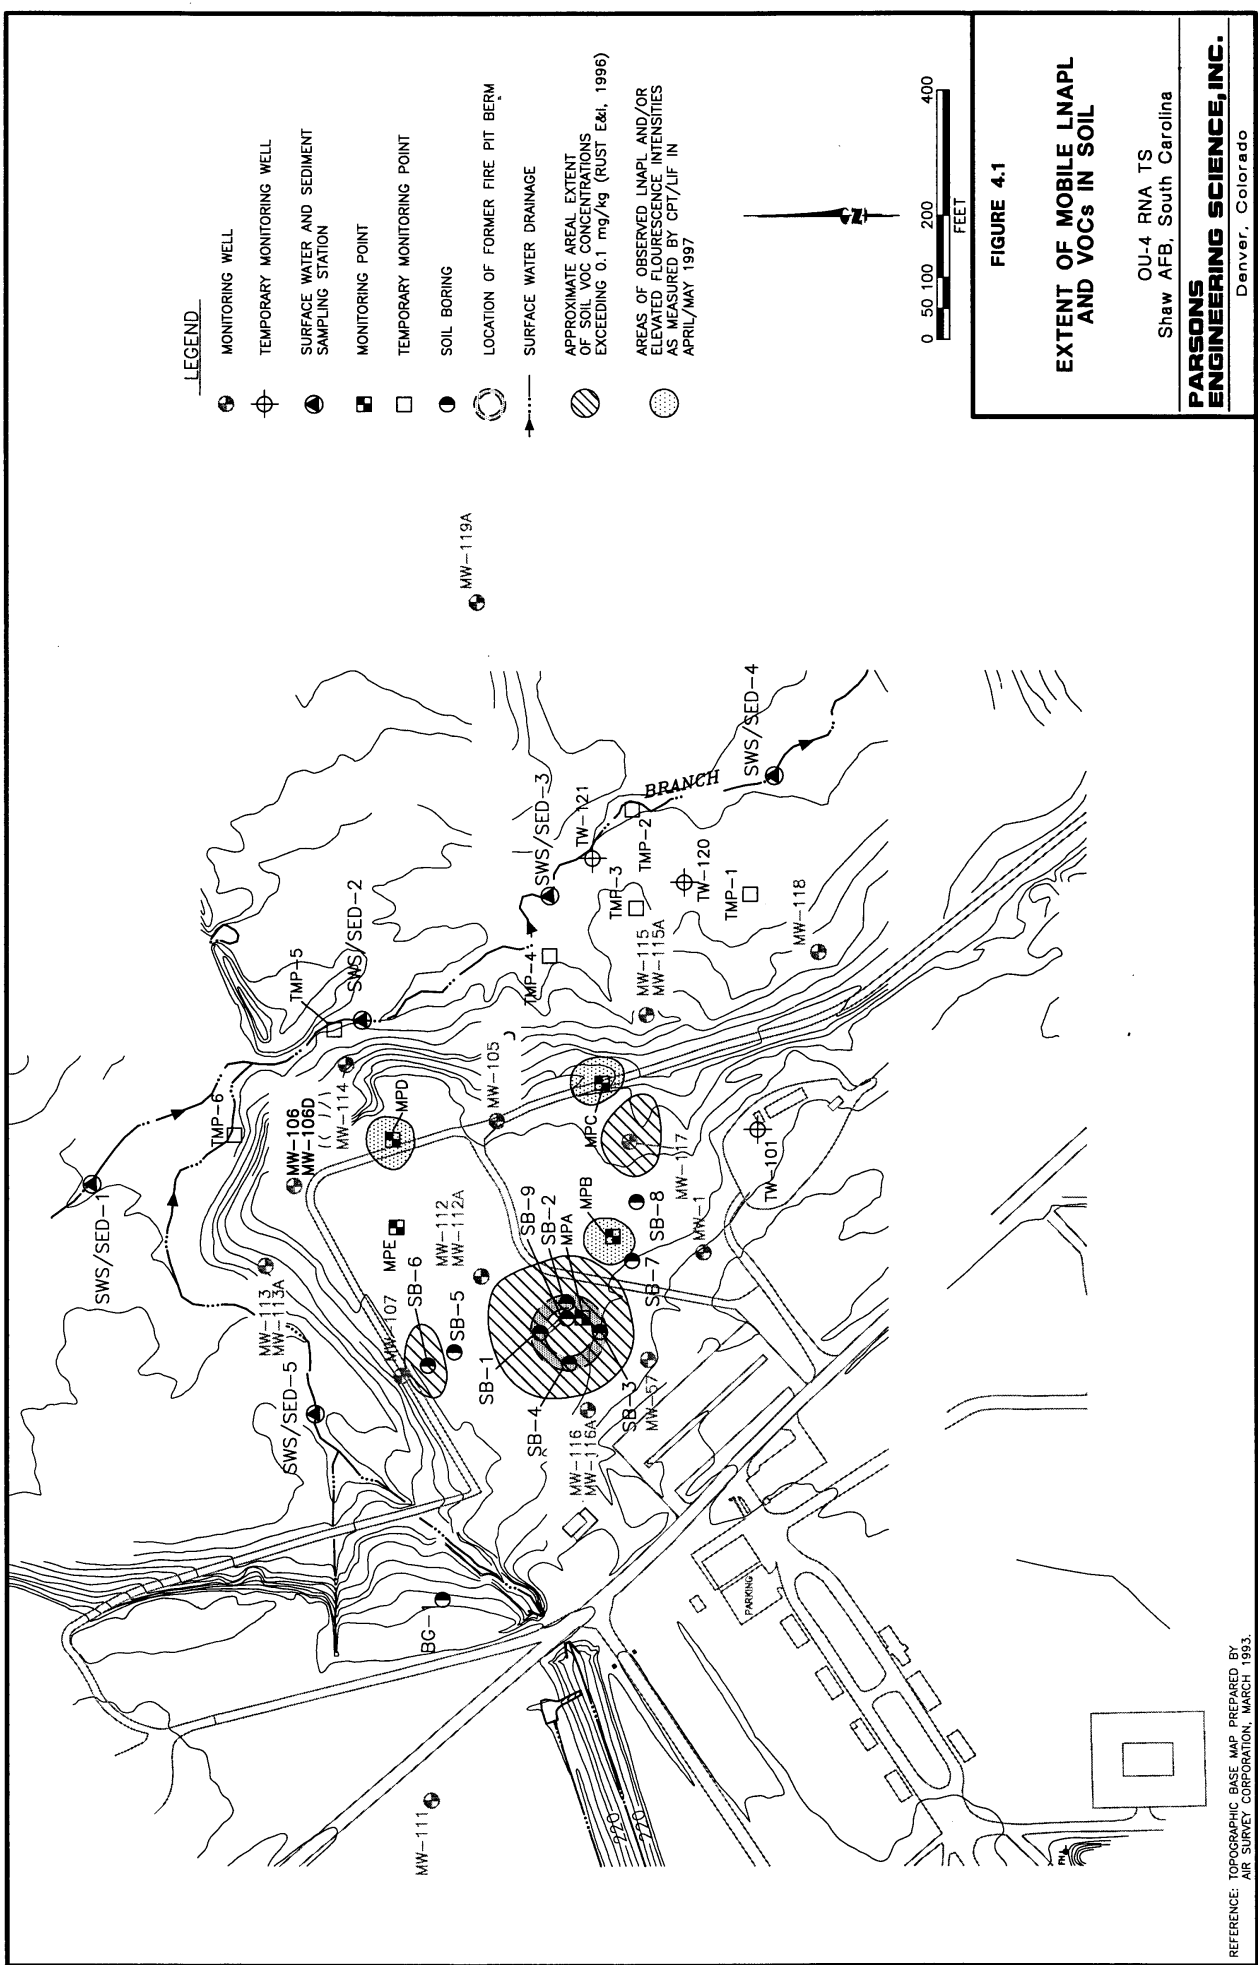 LEGEND
MONITORING WELL
TEMPORARY MONITORING WELL
SURFACE WATER AND SEDIMENT
SAMPLING STATION
MONITORING POINT
TEMPORARY MONITORING POINT
SOIL BORING
LOCATION OF FORMER FIRE PIT BERM
SURFACE WATER DRAINAGE
APPROXIMATE AREAL EXTENT
OF SOIL VOC CONCENTRATIONS
EXCEEDING 0.1 mg/kg (RUST E&I, 1996)
AREAS OF OBSERVED LNAPL AND/OR
ELEVATED FLOURESCENCE INTENSITIES
AS MEASURED BY CPT/LIF IN
APRIL/MAY 1997
N
0 50 100 200 400
FEET
FIGURE 4.1
EXTENT OF MOBILE LNAPL
AND VOCs IN SOIL
OU-4 RNA TS
Shaw AFB, South Carolina
PARSONS
ENGINEERING SCIENCE, INC.
Denver, Colorado
SWS/SED-1
TMP-6
MW-113
MW-113A
MW-106
MW-106D
MW-114
TMP-5
SWS/SED-2
SWS/SED-5
MW-107
MPE
MPD
SB-6
SB-5
MW-112
MW-112A
MW-105
MW-119A
MW-111
BG-1
SB-1
SB-4
SB-9
SB-2
MPA
MPB
MPC
MW-116
MW-116A
SB-3
MW-57
SB-7
SB-8
MW-117
MW-1
TW-101
TMP-4
SWS/SED-3
TW-121
TMP-3
TMP-2
BRANCH
MW-115
MW-115A
TW-120
TMP-1
MW-118
SWS/SED-4
PARKING
220
220
REFERENCE: TOPOGRAPHIC BASE MAP PREPARED BY
AIR SURVEY CORPORATION, MARCH 1993.